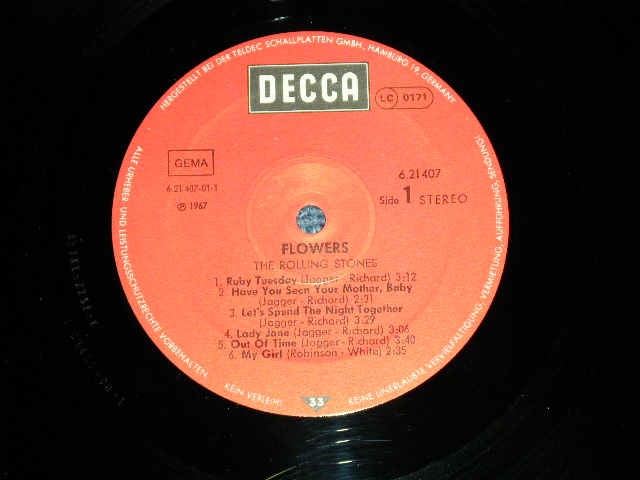 HERGESTELLT BEI DER TELDEC SCHALLPLATTEN GMBH, HAMBURG 19, GERMANY
DECCA
LC 0171
GEMA
6.21 407-01-1
℗ 1967
6.21407
Side 1 STEREO
FLOWERS
THE ROLLING STONES
1. Ruby Tuesday (Jagger - Richard) 3:12
2. Have You Seen Your Mother, Baby
(Jagger - Richard) 2:31
3. Let's Spend The Night Together
(Jagger - Richard) 3:29
4. Lady Jane (Jagger - Richard) 3:06
5. Out Of Time (Jagger - Richard) 3:40
6. My Girl (Robinson - White) 2:35
33
ALLE URHEBER UND LEISTUNGSSCHUTZRECHTE VORBEHALTEN.
KEIN VERLEIH!
KEINE UNERLAUBTE VERVIELFÄLTIGUNG, VERMIETUNG, AUFFÜHRUNG, SENDUNG!